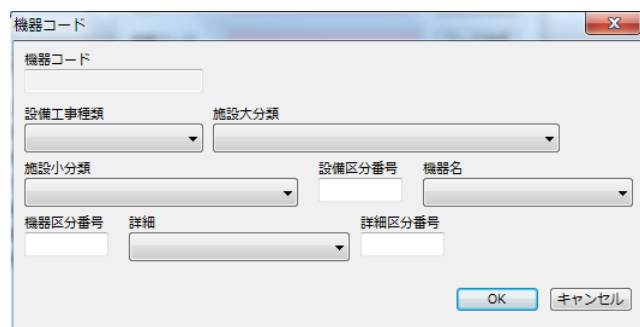 機器コード
機器コード
設備工事種類 施設大分類
施設小分類 設備区分番号 機器名
機器区分番号 詳細 詳細区分番号
OK キャンセル